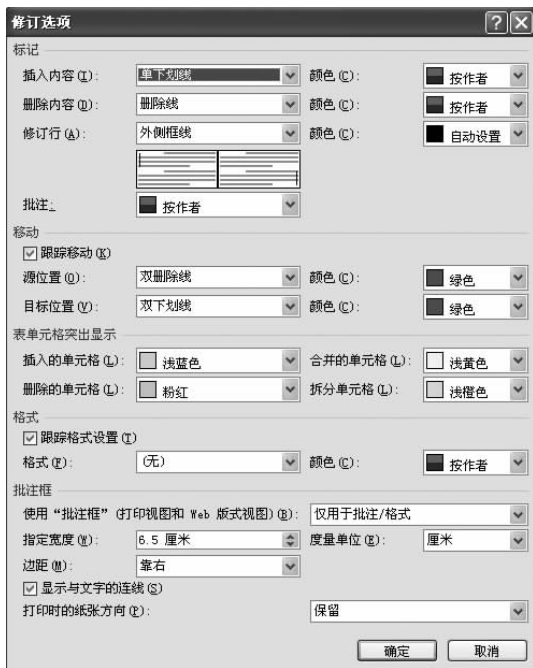 修订选项
标记
插入内容(I): 单下划线 颜色(C): 按作者
删除内容(D): 删除线 颜色(C): 按作者
修订行(A): 外侧框线 颜色(C): 自动设置
批注: 按作者
移动
跟踪移动(K)
源位置(O): 双删除线 颜色(C): 绿色
目标位置(V): 双下划线 颜色(C): 绿色
表单元格突出显示
插入的单元格(L): 浅蓝色 合并的单元格(L): 浅黄色
删除的单元格(L): 粉红 拆分单元格(L): 浅橙色
格式
跟踪格式设置(T)
格式(F): (无) 颜色(C): 按作者
批注框
使用“批注框”(打印视图和 Web 版式视图)(B): 仅用于批注/格式
指定宽度(W): 6.5 厘米 度量单位(E): 厘米
边距(M): 靠右
显示与文字的连线(S)
打印时的纸张方向(P): 保留
确定 取消